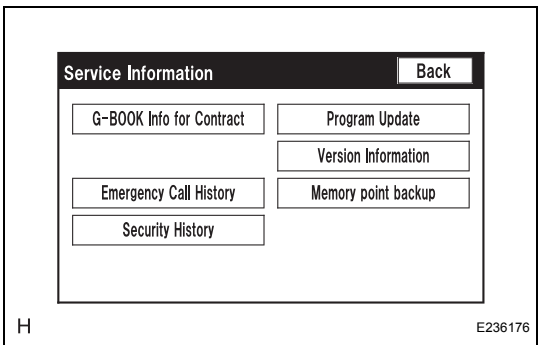 Service Information
Back
G-BOOK Info for Contract
Program Update
Version Information
Emergency Call History
Memory point backup
Security History
H
E236176